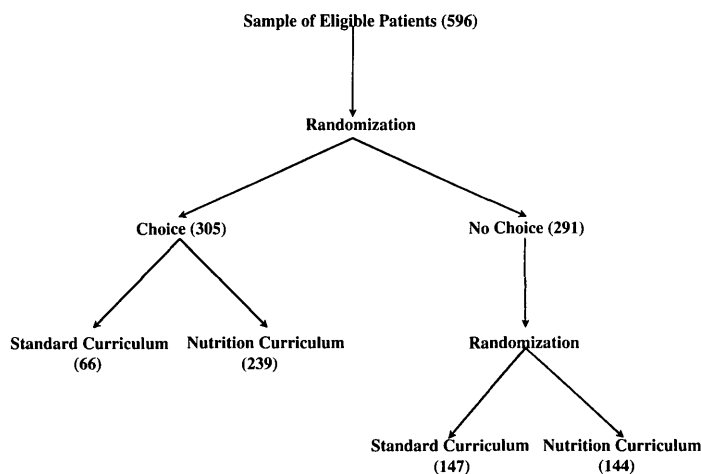 Sample of Eligible Patients (596)
Randomization
Choice (305)
No Choice (291)
Standard Curriculum
(66)
Nutrition Curriculum
(239)
Randomization
Standard Curriculum
(147)
Nutrition Curriculum
(144)